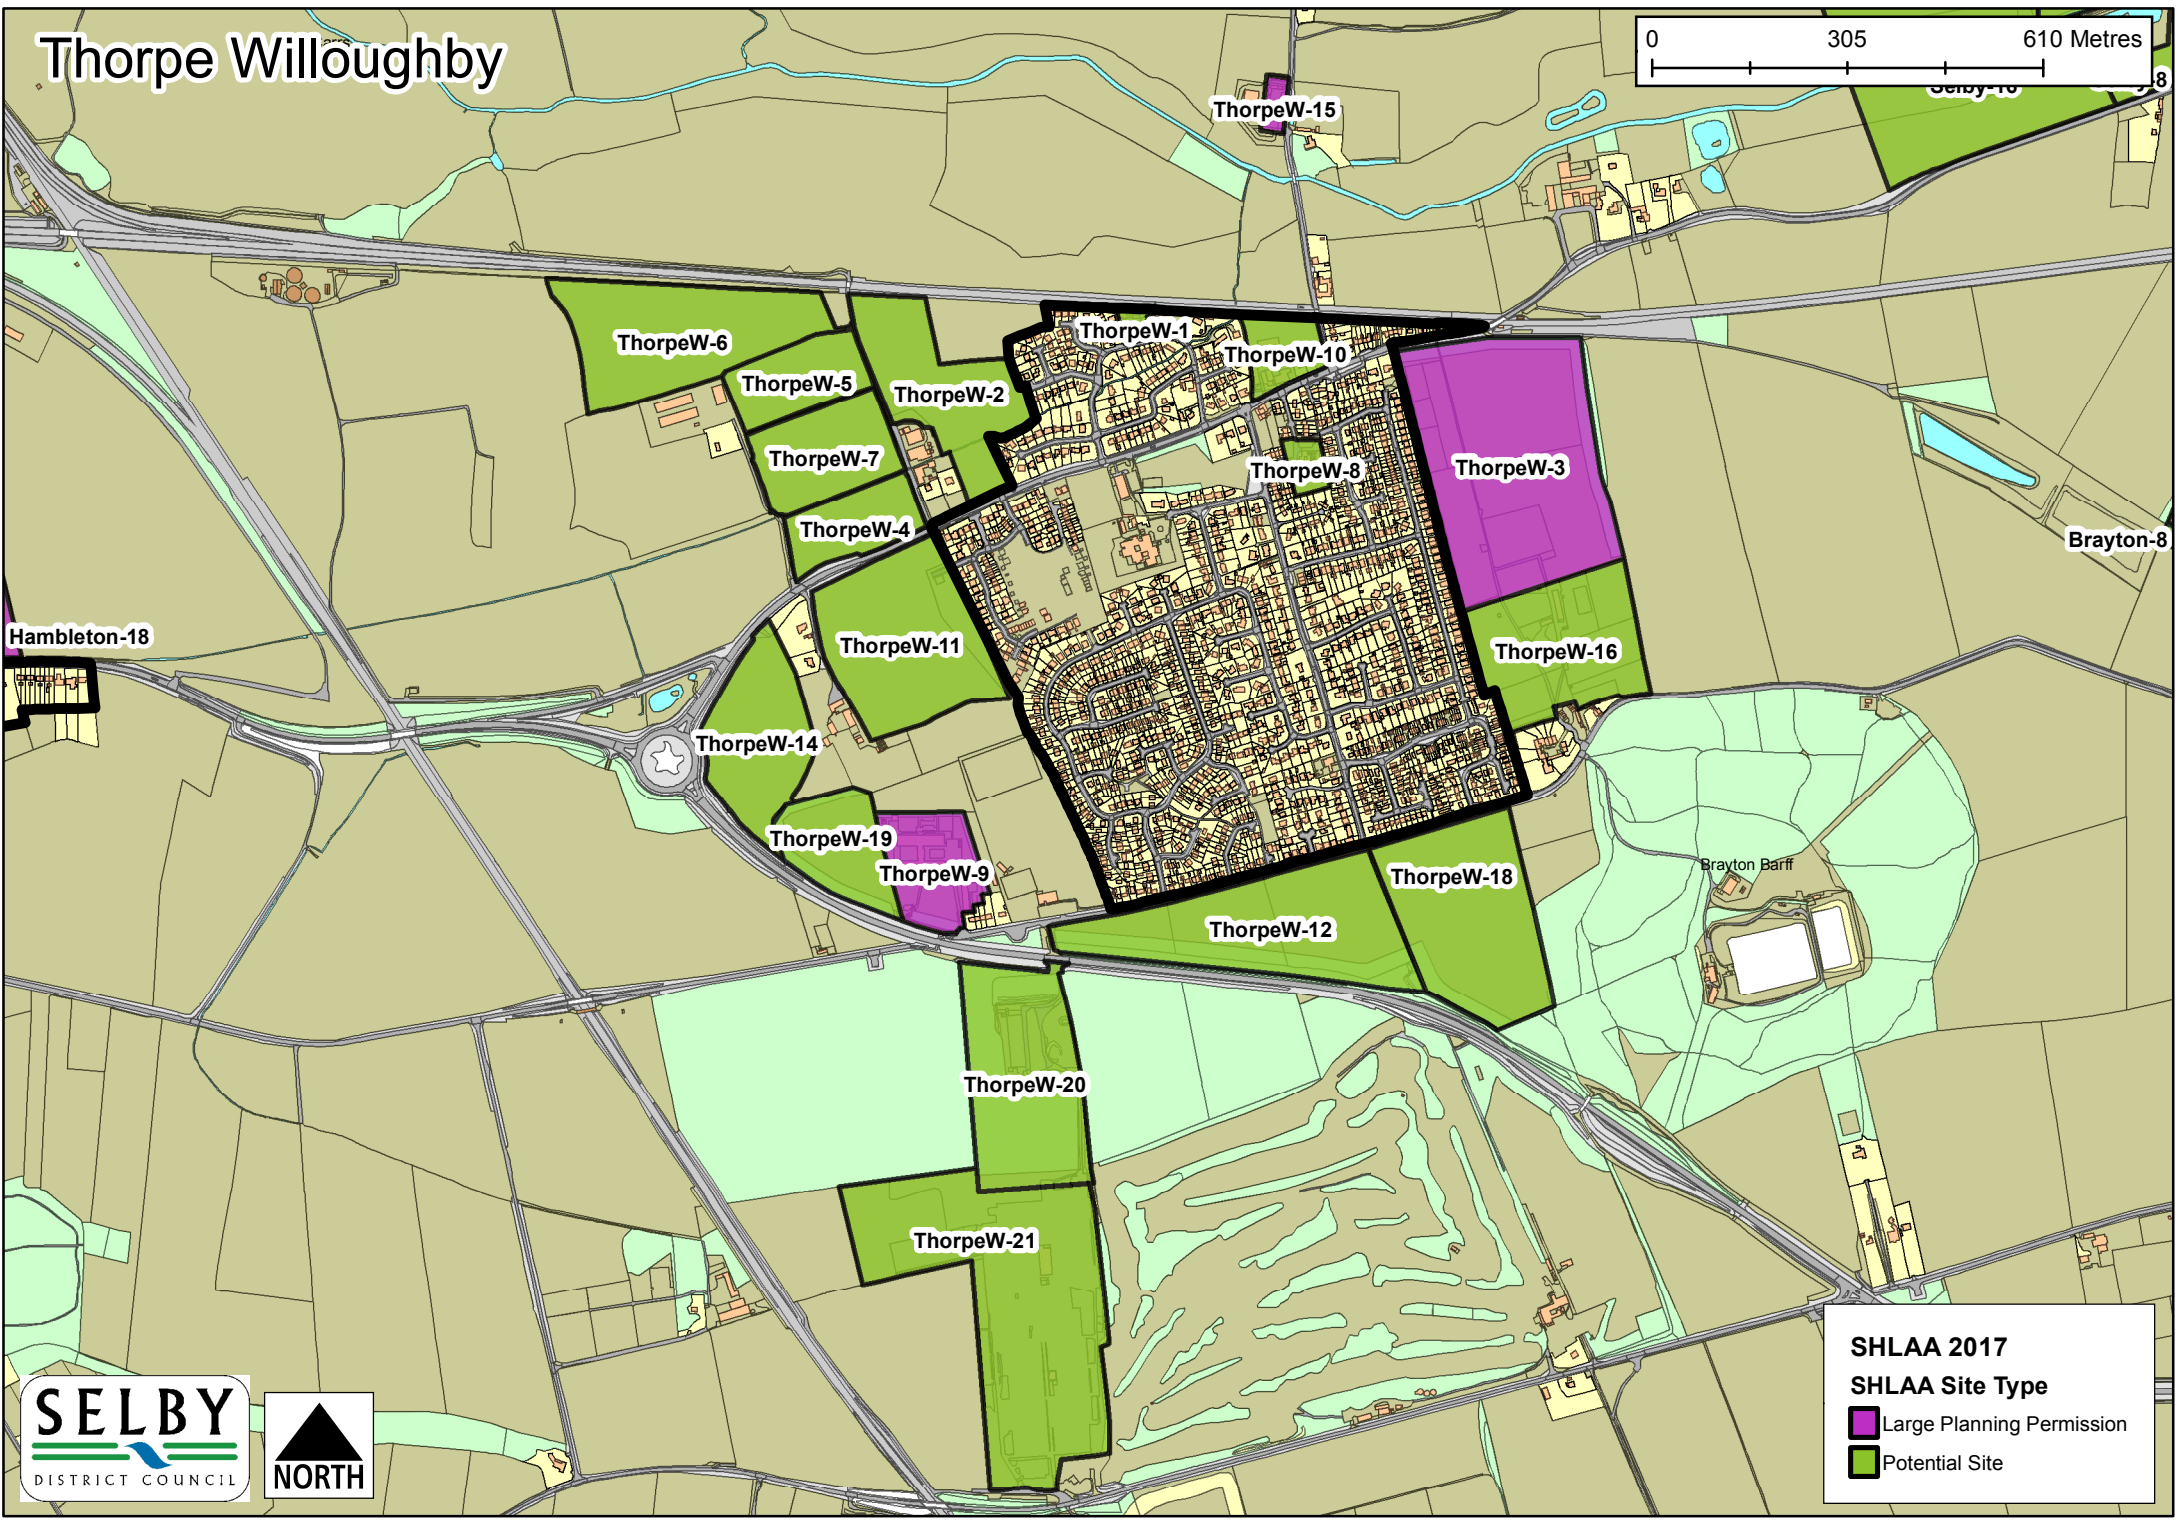 Thorpe Willoughby
0 305 610 Metres
ThorpeW-15
ThorpeW-1
ThorpeW-6
ThorpeW-10
ThorpeW-5
ThorpeW-2
ThorpeW-7
ThorpeW-8
ThorpeW-3
ThorpeW-4
Brayton-8
Hambleton-18
ThorpeW-11
ThorpeW-16
ThorpeW-14
ThorpeW-19
ThorpeW-9
Brayton Barff
ThorpeW-18
ThorpeW-12
ThorpeW-20
ThorpeW-21
SHLAA 2017
SHLAA Site Type
Large Planning Permission
Potential Site
SELBY
DISTRICT COUNCIL
NORTH